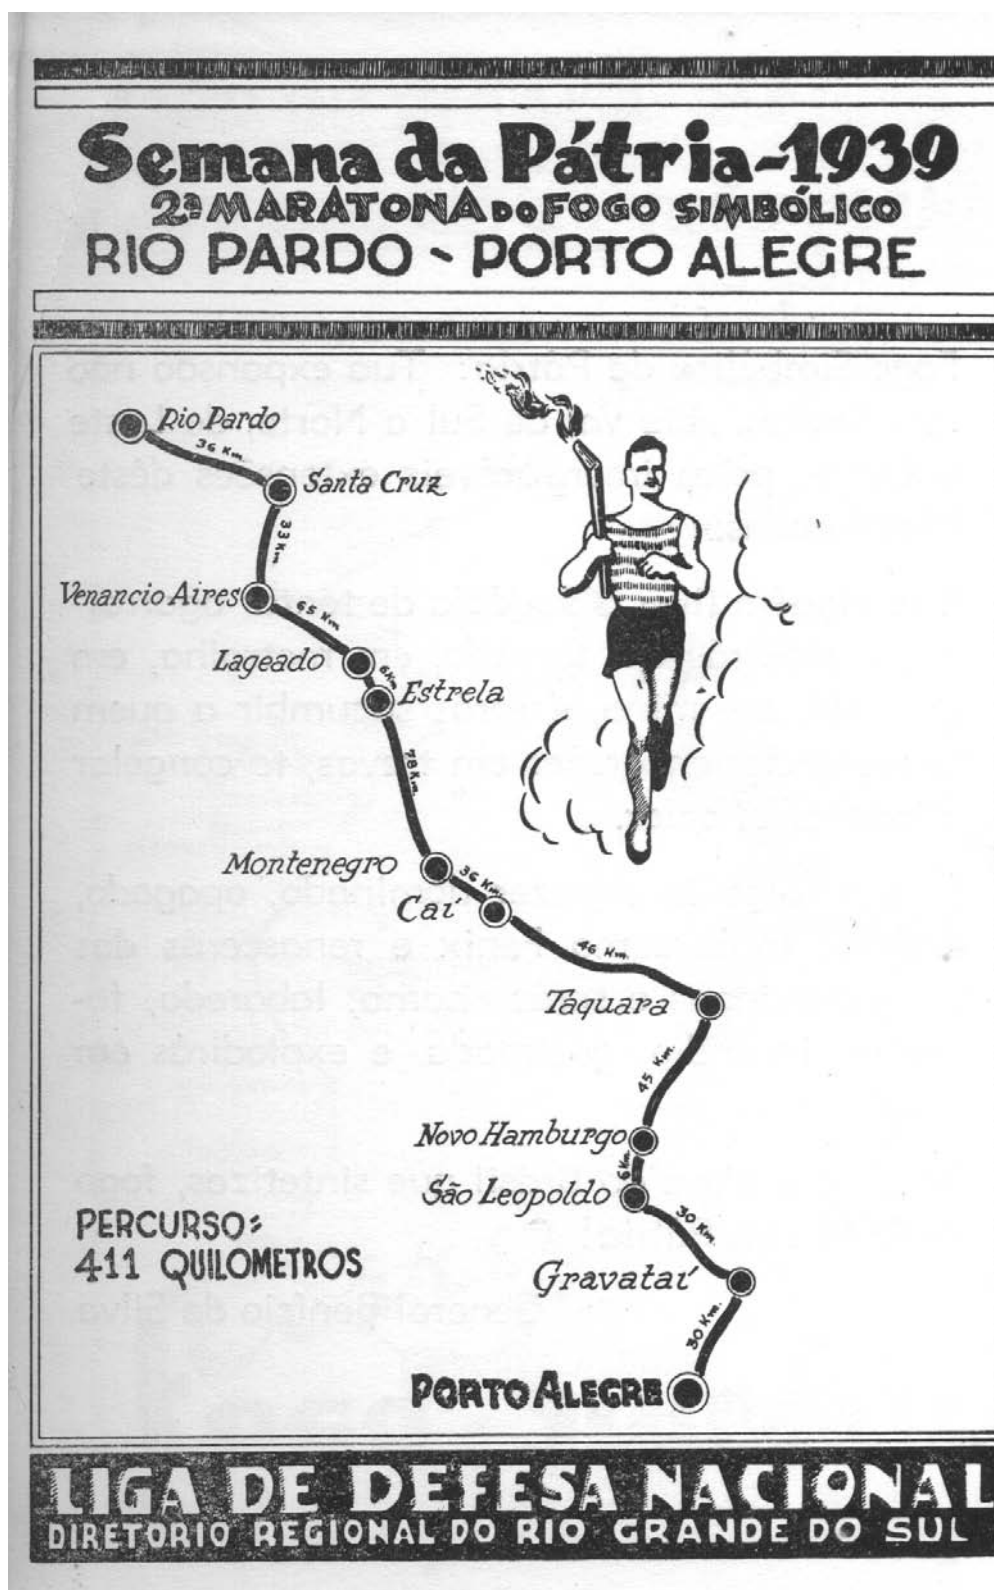 Semana da Pátria-1939
2ª MARATONA DO FOGO SIMBÓLICO
RIO PARDO - PORTO ALEGRE
Rio Pardo
36 Km.
Santa Cruz
33 Km
Venancio Aires
65 Km.
Lageado
6 Km
Estrela
78 Km.
Montenegro
36 Km.
Caí
46 Km.
Taquara
45 Km.
Novo Hamburgo
6 Km.
São Leopoldo
30 Km.
PERCURSO:
411 QUILOMETROS
Gravataí
30 Km.
PORTO ALEGRE
LIGA DE DEFESA NACIONAL
DIRETORIO REGIONAL DO RIO GRANDE DO SUL